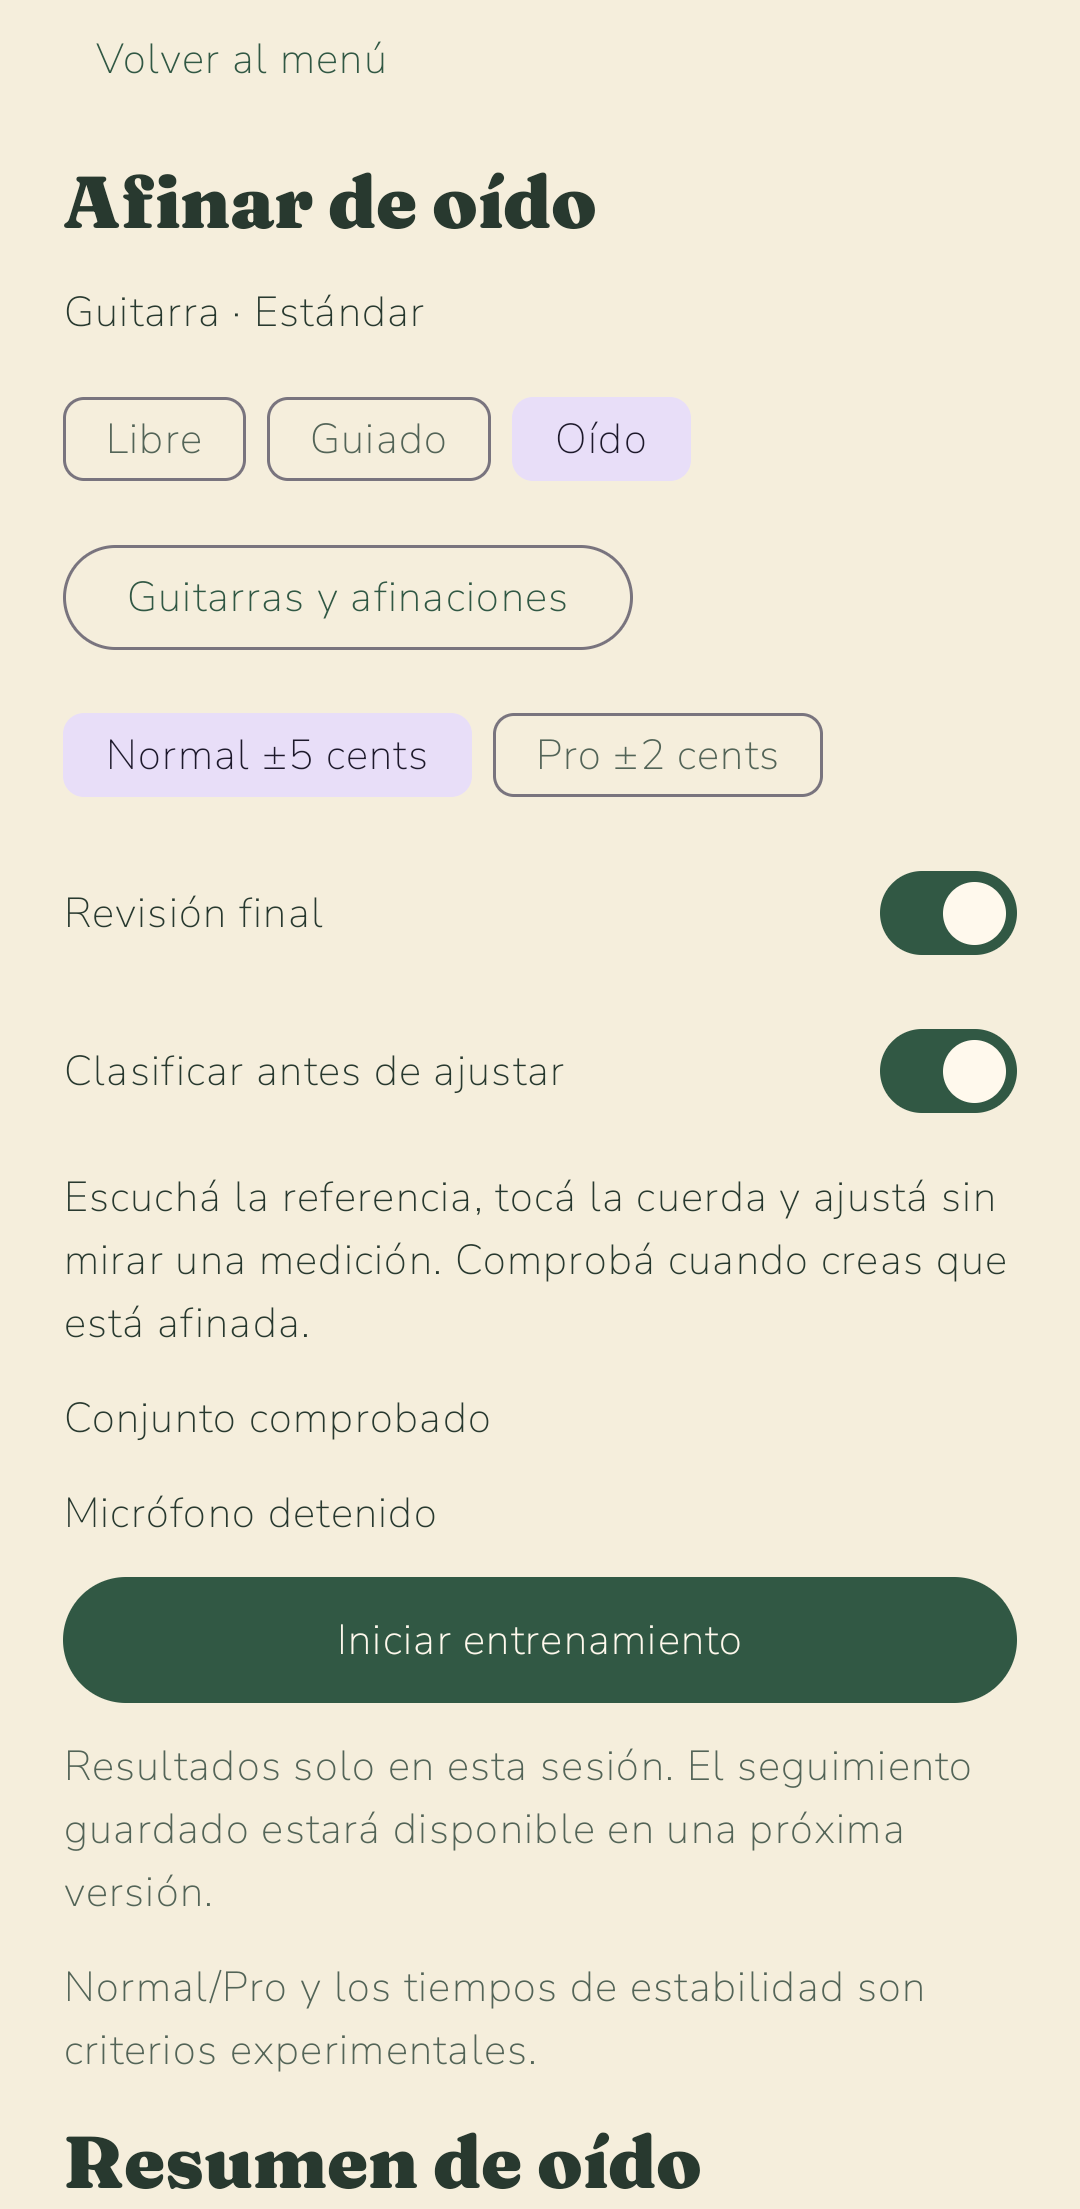 Volver al menú
Afinar de oído
Guitarra · Estándar
Libre Guiado Oído
Guitarras y afinaciones
Normal ±5 cents Pro ±2 cents
Revisión final
Clasificar antes de ajustar
Escuchá la referencia, tocá la cuerda y ajustá sin
mirar una medición. Comprobá cuando creas que
está afinada.
Conjunto comprobado
Micrófono detenido
Iniciar entrenamiento
Resultados solo en esta sesión. El seguimiento
guardado estará disponible en una próxima
versión.
Normal/Pro y los tiempos de estabilidad son
criterios experimentales.
Resumen de oído